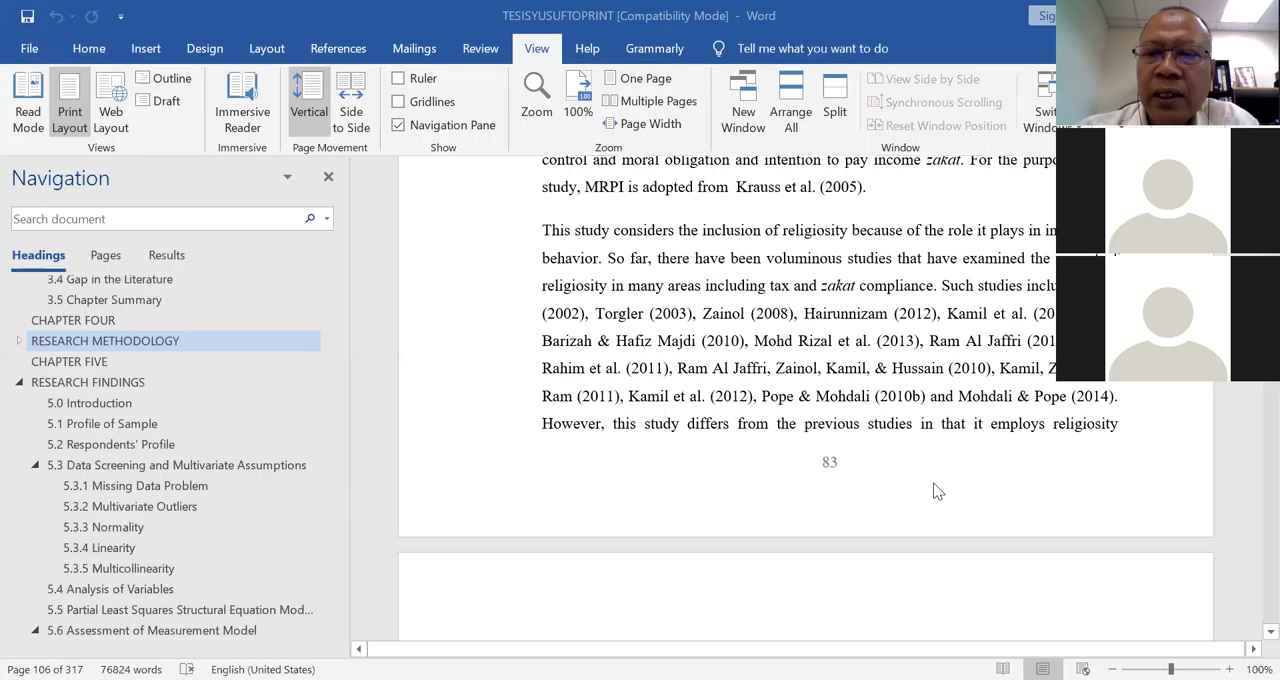 TESISYUSUFTOPRINT [Compatibility Mode] - Word
Sig
File Home Insert Design Layout References Mailings Review View Help Grammarly Tell me what you want to do
Read Mode
Print Layout
Web Layout
Outline
Draft
Views
Immersive Reader
Immersive
Vertical
Side to Side
Page Movement
Ruler
Gridlines
Navigation Pane
Show
Zoom
100
100%
One Page
Multiple Pages
Page Width
Zoom
New Window
Arrange All
Split
View Side by Side
Synchronous Scrolling
Reset Window Position
Window
Navigation
Search document
Headings Pages Results
3.4 Gap in the Literature
3.5 Chapter Summary
CHAPTER FOUR
RESEARCH METHODOLOGY
CHAPTER FIVE
RESEARCH FINDINGS
5.0 Introduction
5.1 Profile of Sample
5.2 Respondents' Profile
5.3 Data Screening and Multivariate Assumptions
5.3.1 Missing Data Problem
5.3.2 Multivariate Outliers
5.3.3 Normality
5.3.4 Linearity
5.3.5 Multicollinearity
5.4 Analysis of Variables
5.5 Partial Least Squares Structural Equation Mod...
5.6 Assessment of Measurement Model
control and moral obligation and intention to pay income zakat. For the purpo
study, MRPI is adopted from Krauss et al. (2005).
This study considers the inclusion of religiosity because of the role it plays in in
behavior. So far, there have been voluminous studies that have examined the
religiosity in many areas including tax and zakat compliance. Such studies inclu
(2002), Torgler (2003), Zainol (2008), Hairunnizam (2012), Kamil et al. (20
Barizah & Hafiz Majdi (2010), Mohd Rizal et al. (2013), Ram Al Jaffri (201
Rahim et al. (2011), Ram Al Jaffri, Zainol, Kamil, & Hussain (2010), Kamil, Z
Ram (2011), Kamil et al. (2012), Pope & Mohdali (2010b) and Mohdali & Pope (2014).
However, this study differs from the previous studies in that it employs religiosity
83
Page 106 of 317 76824 words English (United States) 100%